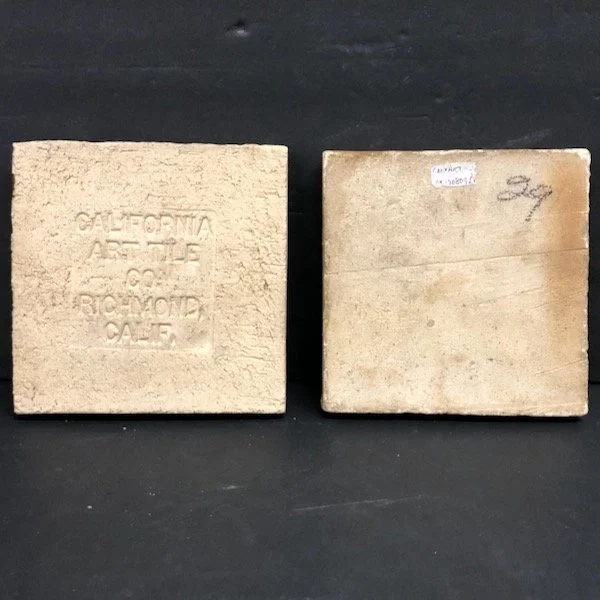 CALIFORNIA
ART TILE
CO.
RICHMOND,
CALIF.
29